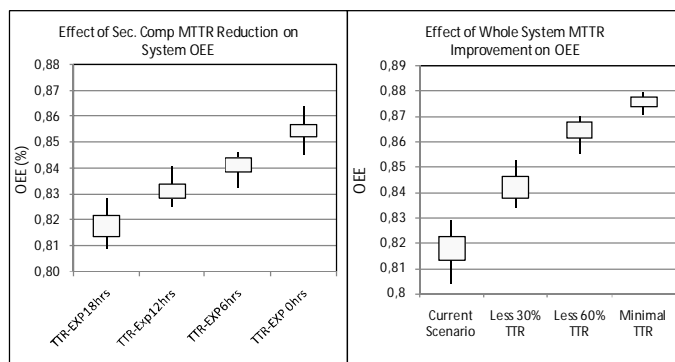 Effect of Sec. Comp MTTR Reduction on
System OEE
0,88
0,87
0,86
0,85
0,84
0,83
0,82
0,81
0,80
OEE (%)
TTR-EXP18hrs
TTR-Exp12hrs
TTR-EXP6hrs
TTR-EXP 0hrs
Effect of Whole System MTTR
Improvement on OEE
0,89
0,88
0,87
0,86
0,85
0,84
0,83
0,82
0,81
0,8
OEE
Current
Scenario
Less 30%
TTR
Less 60%
TTR
Minimal
TTR